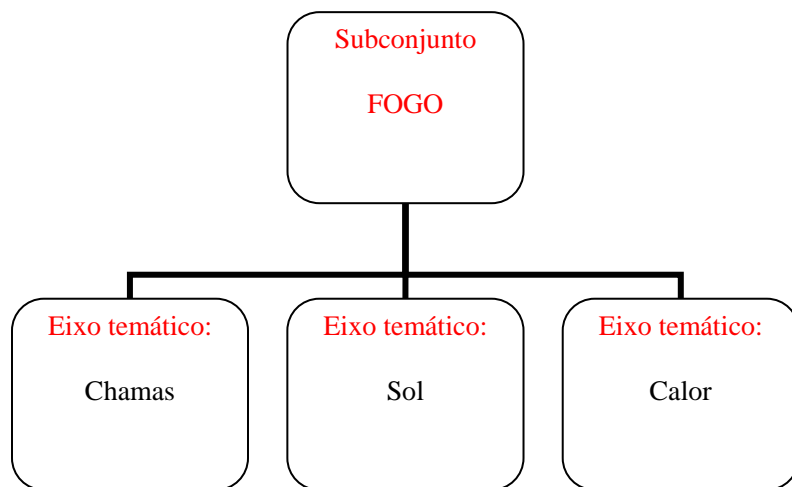 Subconjunto
FOGO
Eixo temático:
Chamas
Eixo temático:
Sol
Eixo temático:
Calor